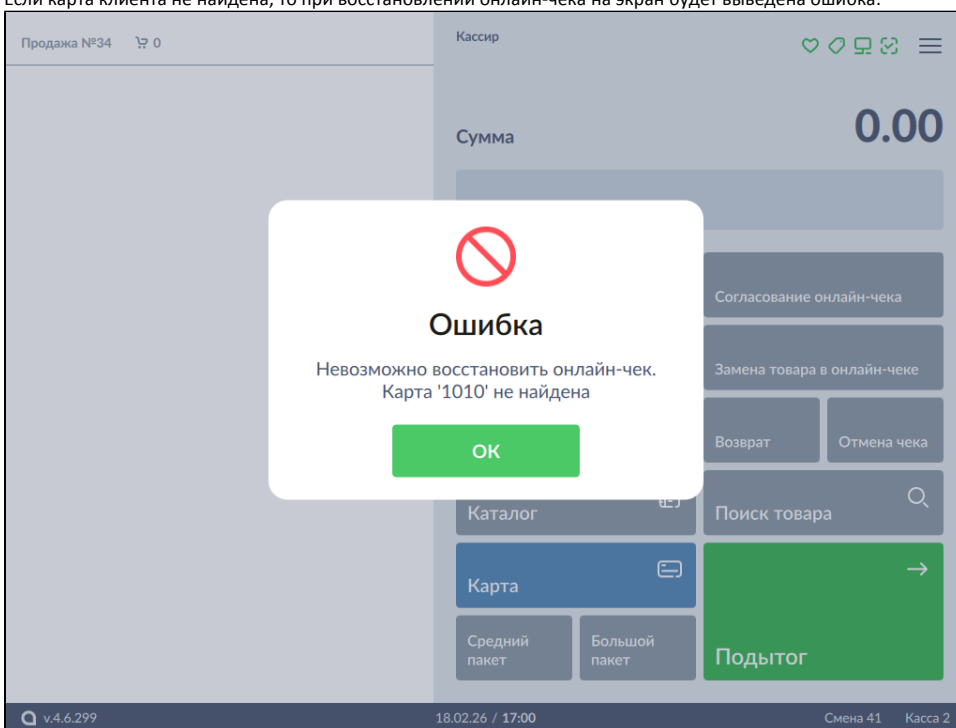 Если карта клиента не найдена, то при восстановлении онлайн-чека на экран будет выведена ошибка:
Продажа №34 0
Кассир
Сумма
0.00
Ошибка
Невозможно восстановить онлайн-чек.
Карта '1010' не найдена
ОК
Согласование онлайн-чека
Замена товара в онлайн-чеке
Возврат
Отмена чека
Каталог
Поиск товара
Карта
Средний
пакет
Большой
пакет
Подытог
v.4.6.299
18.02.26 / 17:00
Смена 41 Касса 2